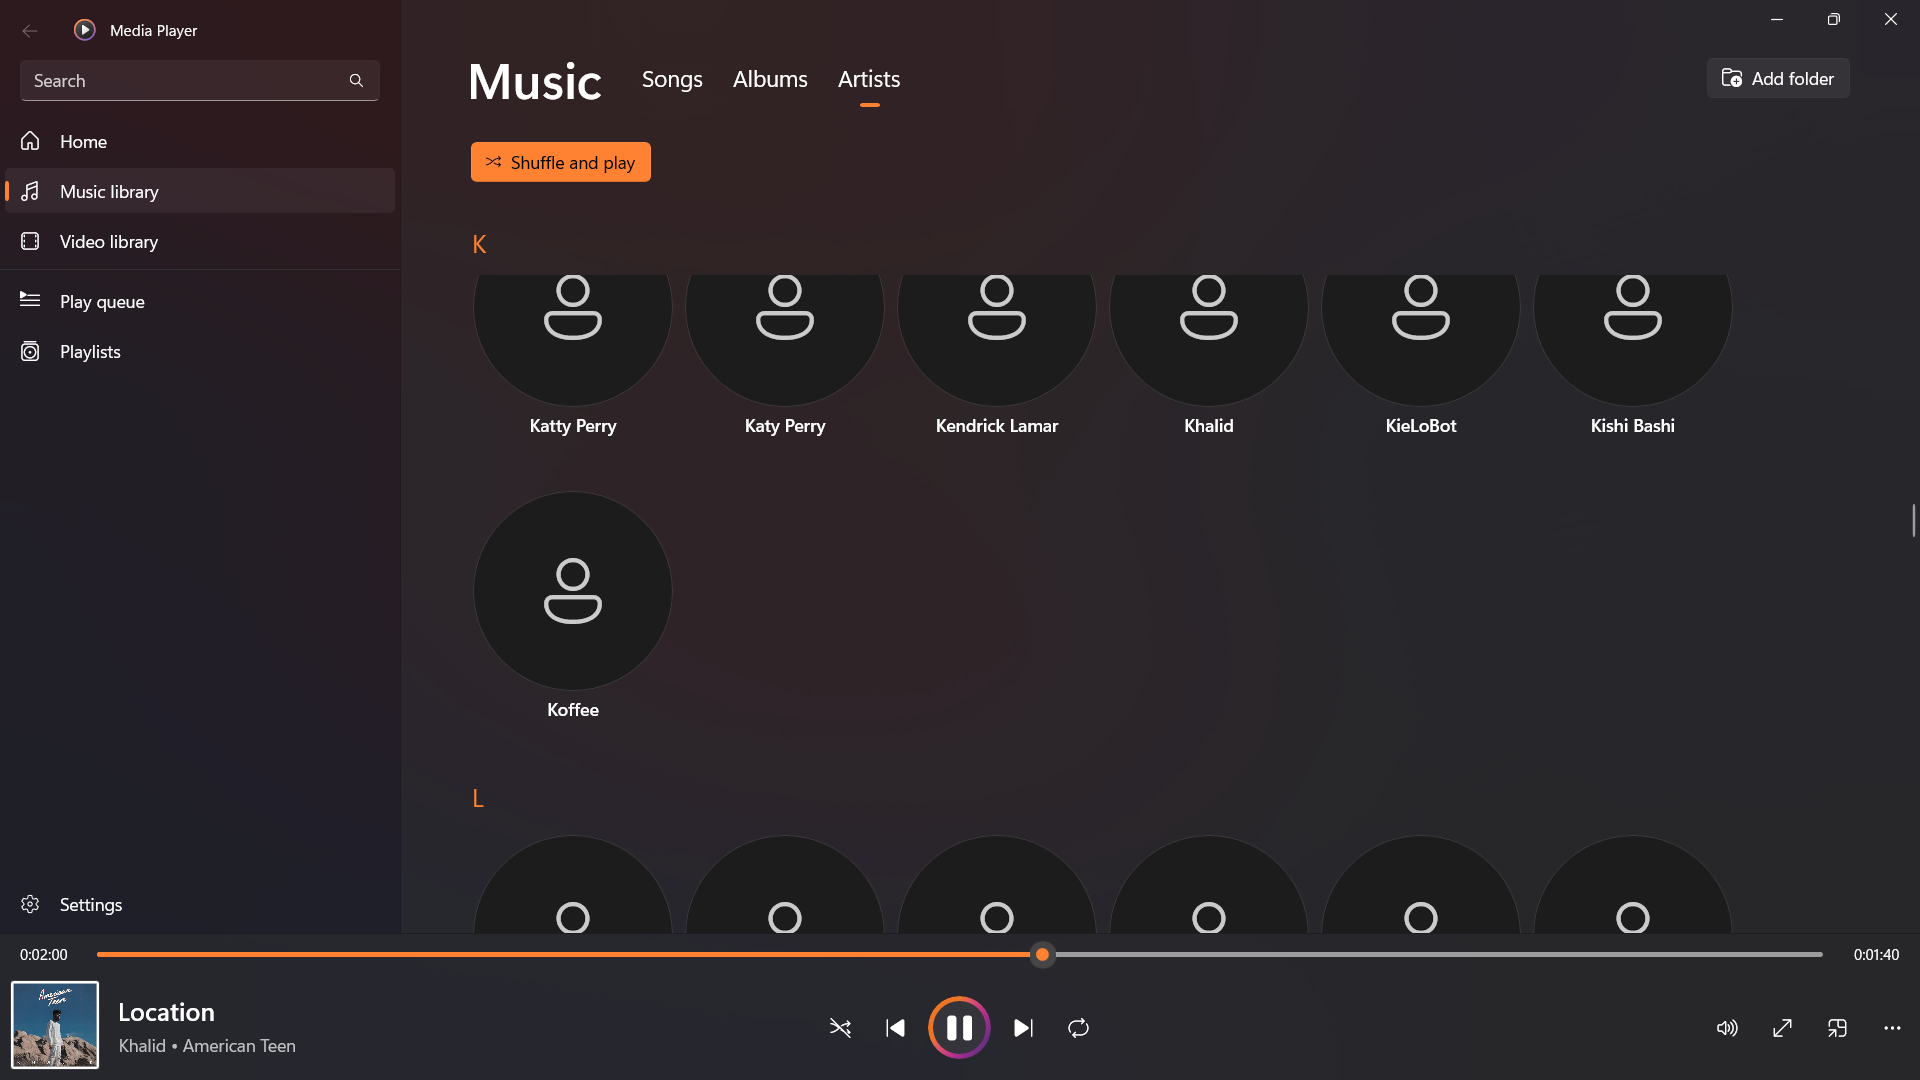 Media Player
Search
Home
Music library
Video library
Play queue
Playlists
Settings
Music
Songs
Albums
Artists
Add folder
Shuffle and play
K
Katty Perry
Katy Perry
Kendrick Lamar
Khalid
KieLoBot
Kishi Bashi
Koffee
L
0:02:00
0:01:40
American
Teen
Location
Khalid • American Teen